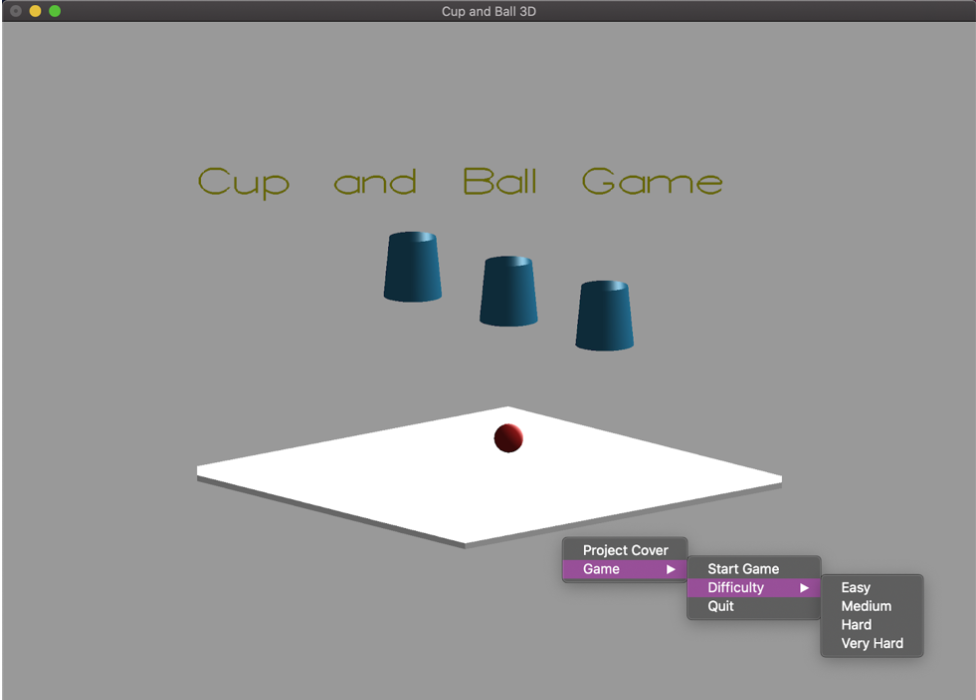 Cup and Ball 3D
Cup and Ball Game
Project Cover
Game
Start Game
Difficulty
Quit
Easy
Medium
Hard
Very Hard